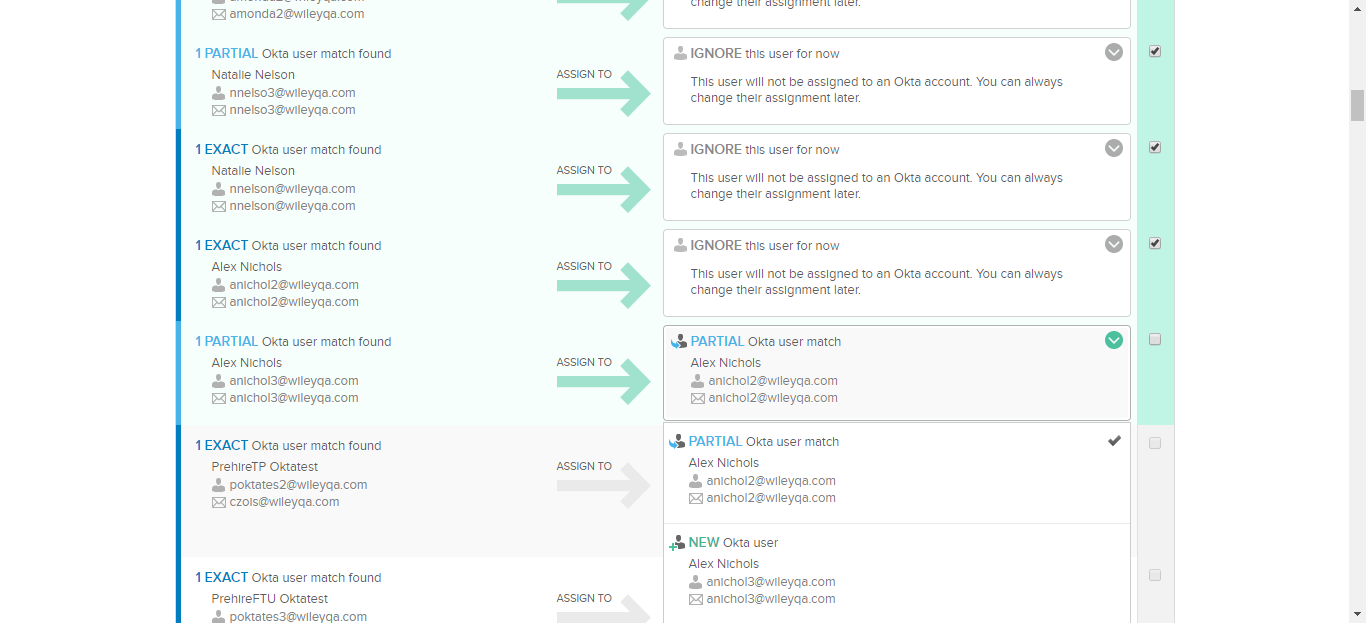 amonda2@wileyqa.com
change their assignment later.
1 PARTIAL Okta user match found
Natalie Nelson
nnelso3@wileyqa.com
nnelso3@wileyqa.com
ASSIGN TO
IGNORE this user for now
This user will not be assigned to an Okta account. You can always
change their assignment later.
1 EXACT Okta user match found
Natalie Nelson
nnelson@wileyqa.com
nnelson@wileyqa.com
ASSIGN TO
IGNORE this user for now
This user will not be assigned to an Okta account. You can always
change their assignment later.
1 EXACT Okta user match found
Alex Nichols
anichol2@wileyqa.com
anichol2@wileyqa.com
ASSIGN TO
IGNORE this user for now
This user will not be assigned to an Okta account. You can always
change their assignment later.
1 PARTIAL Okta user match found
Alex Nichols
anichol3@wileyqa.com
anichol3@wileyqa.com
ASSIGN TO
PARTIAL Okta user match
Alex Nichols
anichol2@wileyqa.com
anichol2@wileyqa.com
1 EXACT Okta user match found
PrehireTP Oktatest
poktates2@wileyqa.com
czois@wileyqa.com
ASSIGN TO
PARTIAL Okta user match
Alex Nichols
anichol2@wileyqa.com
anichol2@wileyqa.com
NEW Okta user
Alex Nichols
anichol3@wileyqa.com
anichol3@wileyqa.com
1 EXACT Okta user match found
PrehireFTU Oktatest
poktates3@wileyqa.com
ASSIGN TO